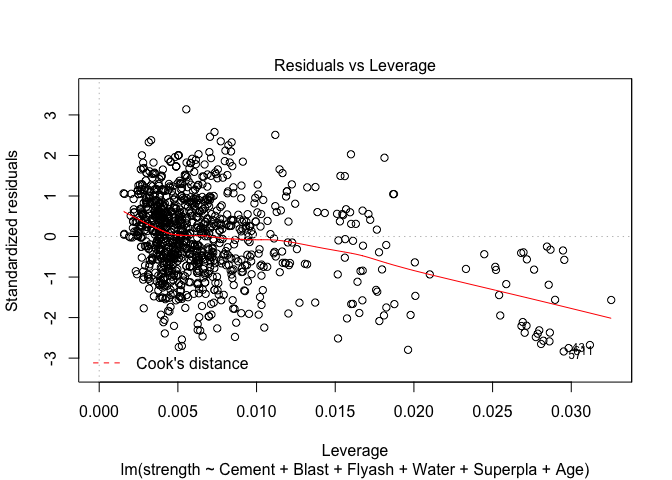 Residuals vs Leverage
Standardized residuals
3
2
1
0
-1
-2
-3
Cook's distance
0.000 0.005 0.010 0.015 0.020 0.025 0.030
Leverage
lm(strength ~ Cement + Blast + Flyash + Water + Superpla + Age)